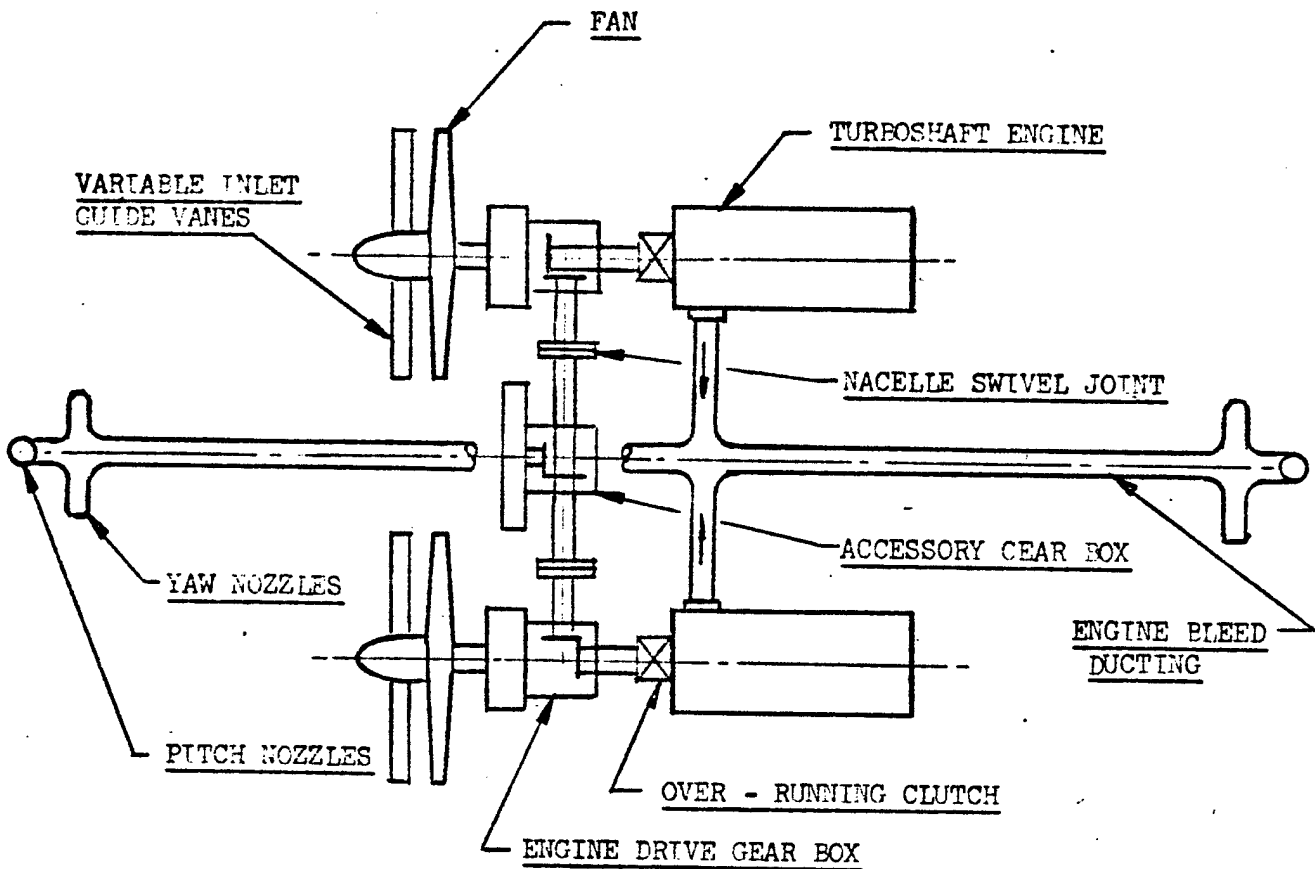 FAN
TURBOSHAFT ENGINE
VARIABLE INLET
GUIDE VANES
NACELLE SWIVEL JOINT
ACCESSORY GEAR BOX
YAW NOZZLES
ENGINE BLEED
DUCTING
PITCH NOZZLES
OVER - RUNNING CLUTCH
ENGINE DRIVE GEAR BOX